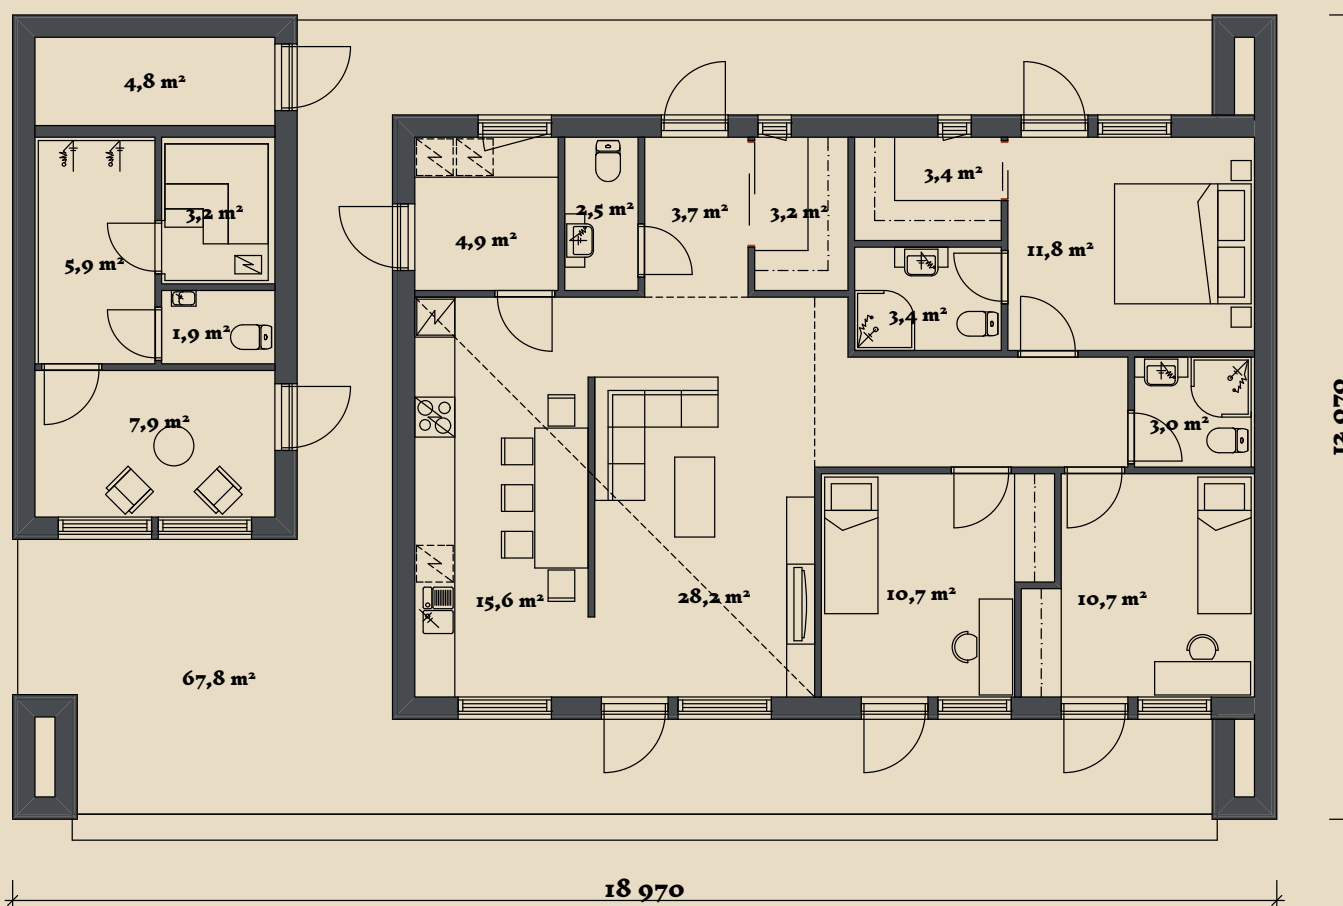 4,8 m²
3,2 m²
5,9 m²
1,9 m²
7,9 m²
67,8 m²
4,9 m²
2,5 m²
3,7 m²
3,2 m²
3,4 m²
11,8 m²
3,4 m²
3,0 m²
15,6 m²
28,2 m²
10,7 m²
10,7 m²
18 970
12 070